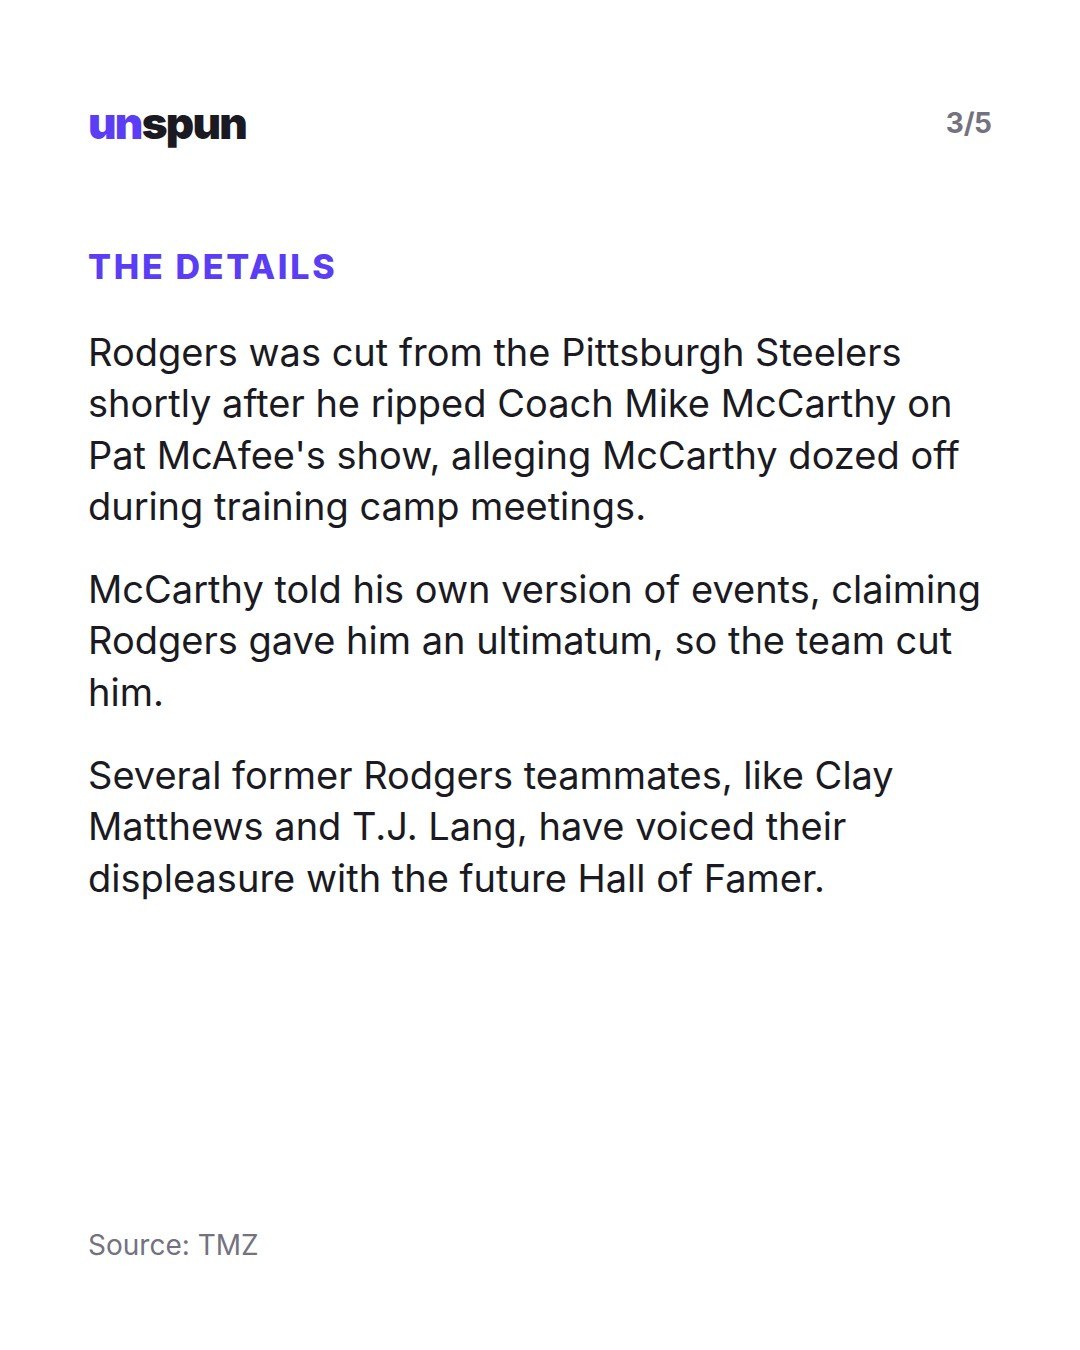 unspun
3/5
THE DETAILS
Rodgers was cut from the Pittsburgh Steelers
shortly after he ripped Coach Mike McCarthy on
Pat McAfee's show, alleging McCarthy dozed off
during training camp meetings.
McCarthy told his own version of events, claiming
Rodgers gave him an ultimatum, so the team cut
him.
Several former Rodgers teammates, like Clay
Matthews and T.J. Lang, have voiced their
displeasure with the future Hall of Famer.
Source: TMZ